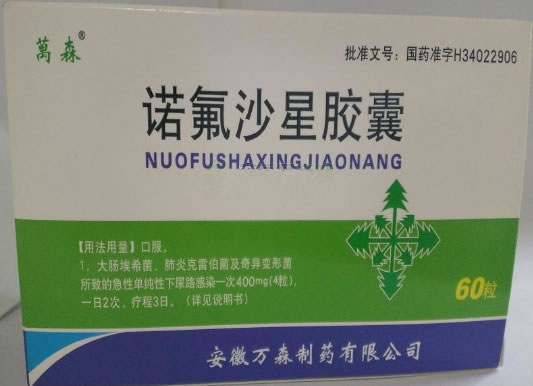 萬森®
批准文号：国药准字H34022906
诺氟沙星胶囊
NUOFUSHAXINGJIAONANG
【用法用量】口服。
1．大肠埃希菌、肺炎克雷伯菌及奇异变形菌
所致的急性单纯性下尿路感染一次400mg(4粒)，
一日2次，疗程3日。（详见说明书）
60粒
安徽万森制药有限公司